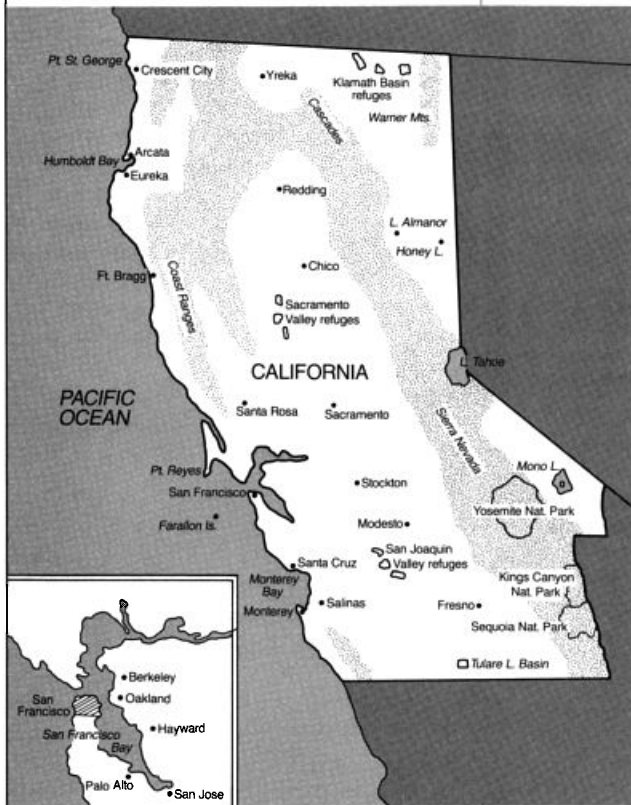 Pt. St. George
Crescent City
Yreka
Klamath Basin
refuges
Cascades
Warner Mts.
Humboldt Bay
Arcata
Eureka
Redding
L. Almanor
Honey L.
Ft. Bragg
Coast Ranges
Chico
Sacramento
Valley refuges
CALIFORNIA
L. Tahoe
PACIFIC
OCEAN
Santa Rosa
Sacramento
Sierra Nevada
Pt. Reyes
San Francisco
Farallon Is.
Stockton
Mono L.
Yosemite Nat. Park
Modesto
San Joaquin
Valley refuges
Santa Cruz
Monterey
Bay
Monterey
Salinas
Fresno
Kings Canyon
Nat. Park
Sequoia Nat. Park
Tulare L. Basin
Berkeley
Oakland
San
Francisco
Hayward
San Francisco
Bay
Palo Alto
San Jose